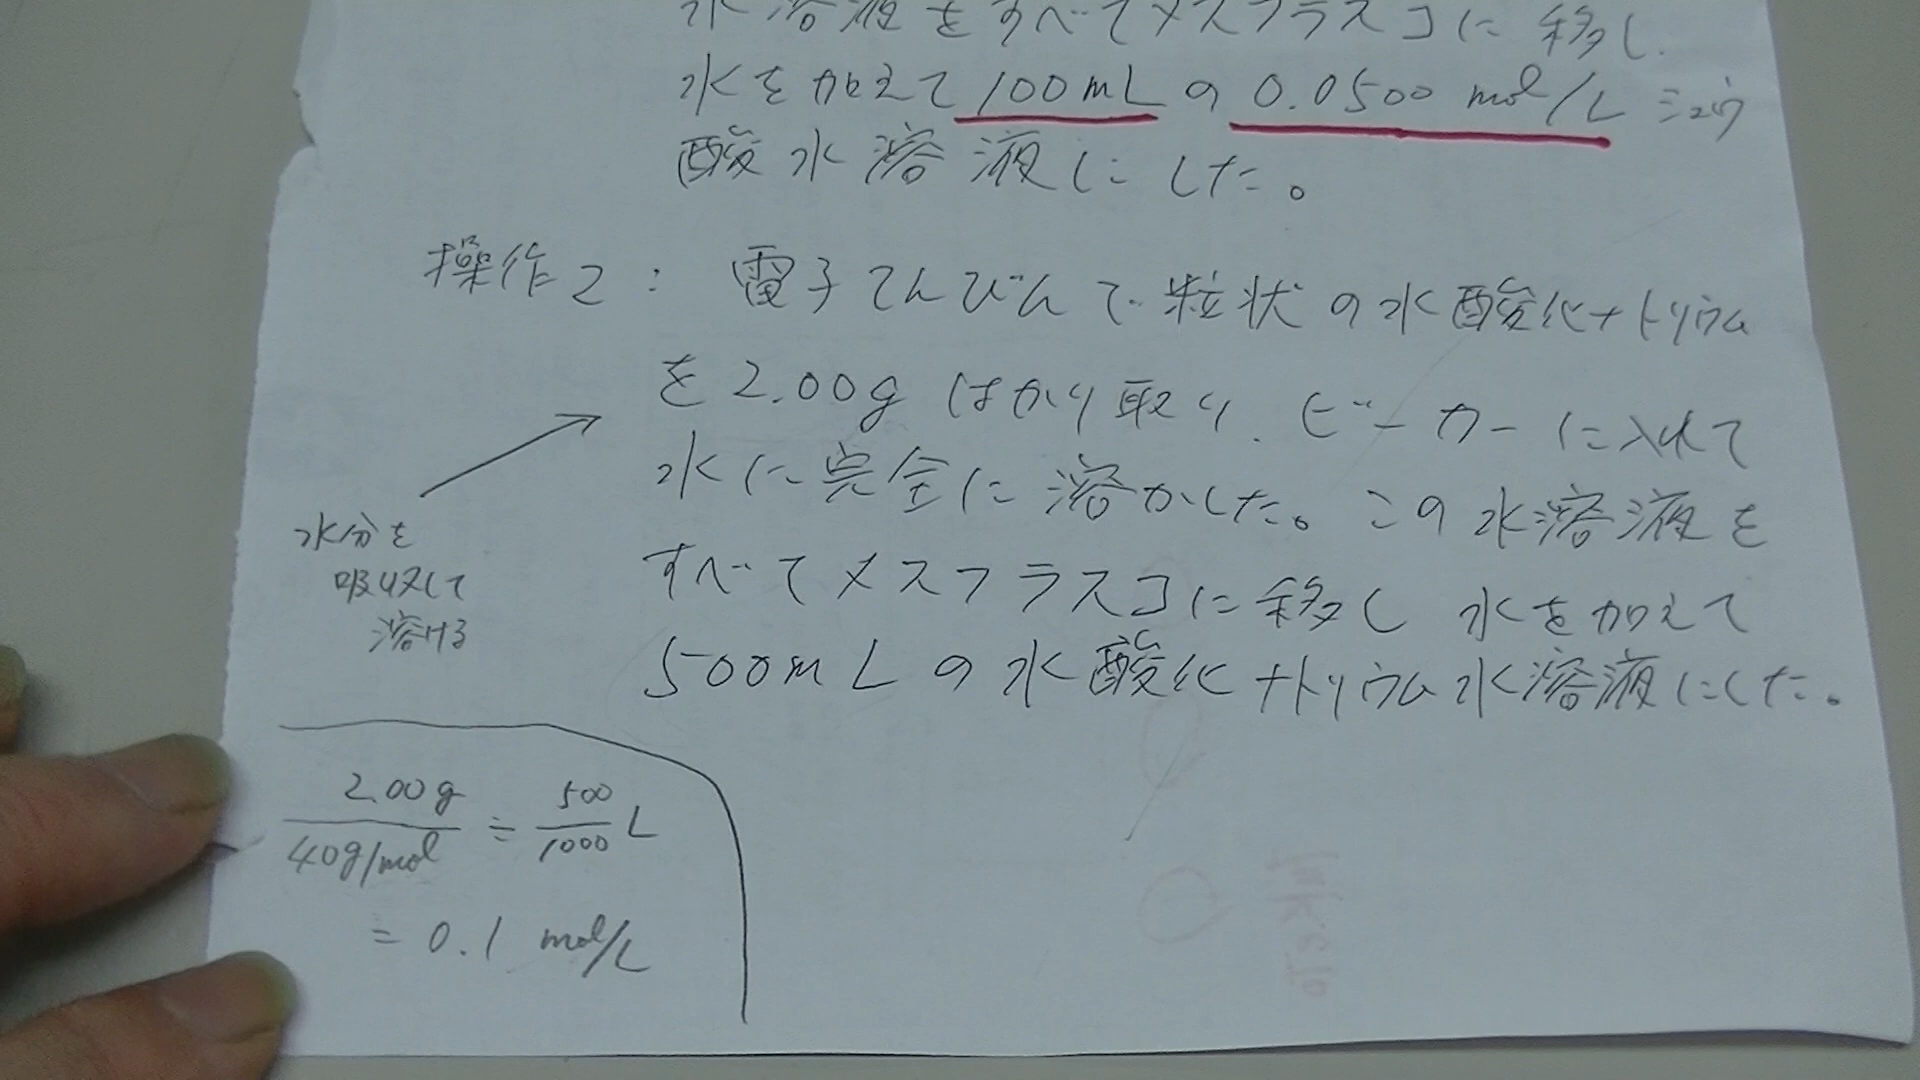 水溶液をすべてメスフラスコに移し、
水を加えて100mLの0.0500 mol/Lシュウ
酸水溶液にした。
操作2: 電子てんびんで粒状の水酸化ナトリウム
を2.00gはかり取り、ビーカーに入れて
水に完全に溶かした。この水溶液を
すべてメスフラスコに移し 水を加えて
500mLの水酸化ナトリウム水溶液にした。
水分を
吸収して
溶ける
2.00g / 40g/mol ÷ 500/1000 L
= 0.1 mol/L